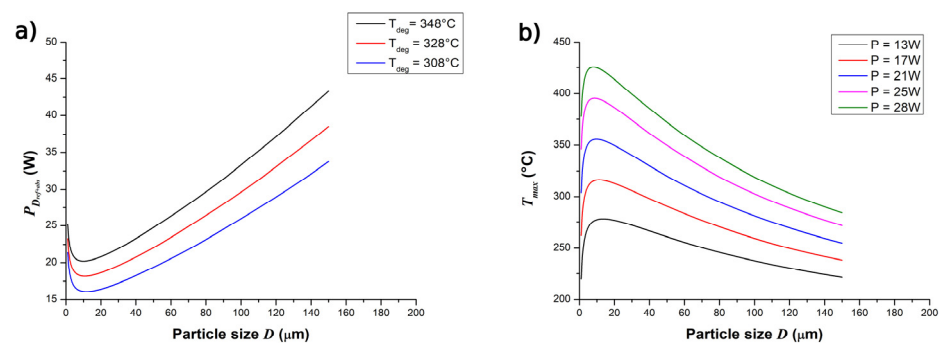 a)
T_deg = 348°C
T_deg = 328°C
T_deg = 308°C
50
45
40
35
30
25
20
15
P_D (W)
0 20 40 60 80 100 120 140 160 180 200
Particle size D (μm)
b)
P = 13W
P = 17W
P = 21W
P = 25W
P = 28W
450
400
350
300
250
200
T_max (°C)
0 20 40 60 80 100 120 140 160 180 200
Particle size D (μm)